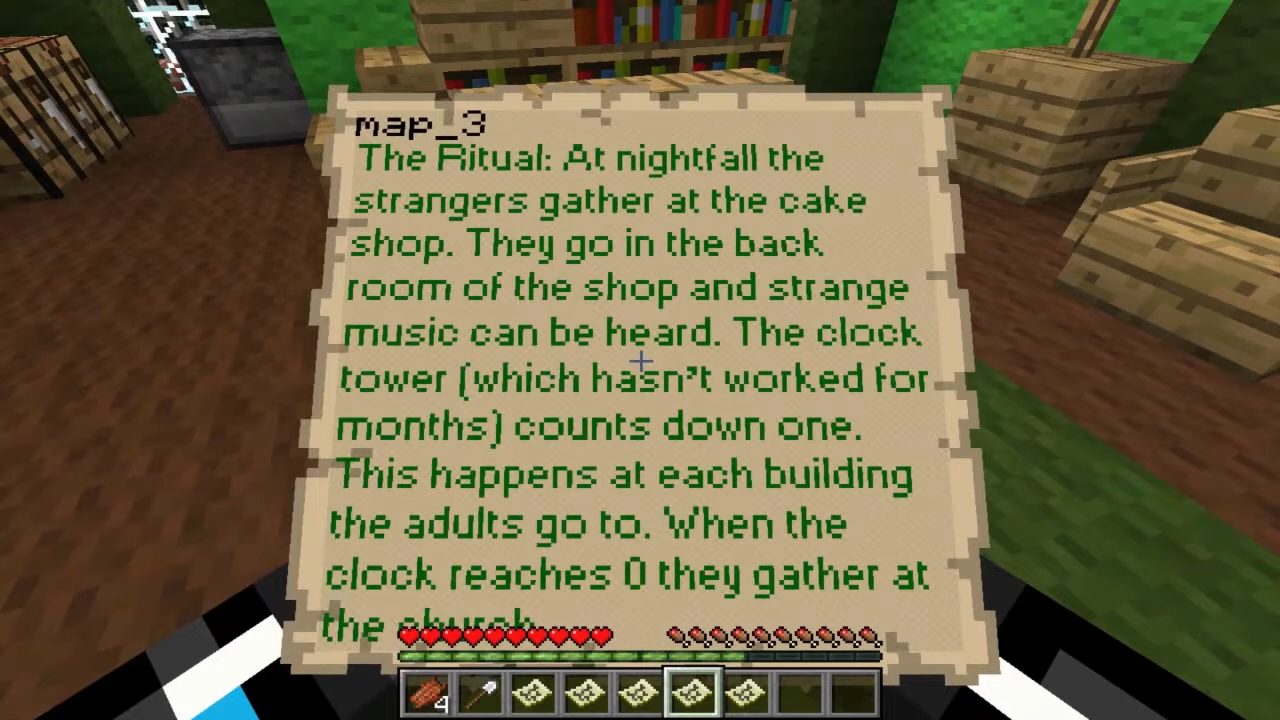 map_3
The Ritual: At nightfall the
strangers gather at the cake
shop. They go in the back
room of the shop and strange
music can be heard. The clock
tower (which hasn't worked for
months) counts down one.
This happens at each building
the adults go to. When the
clock reaches 0 they gather at
the church
4